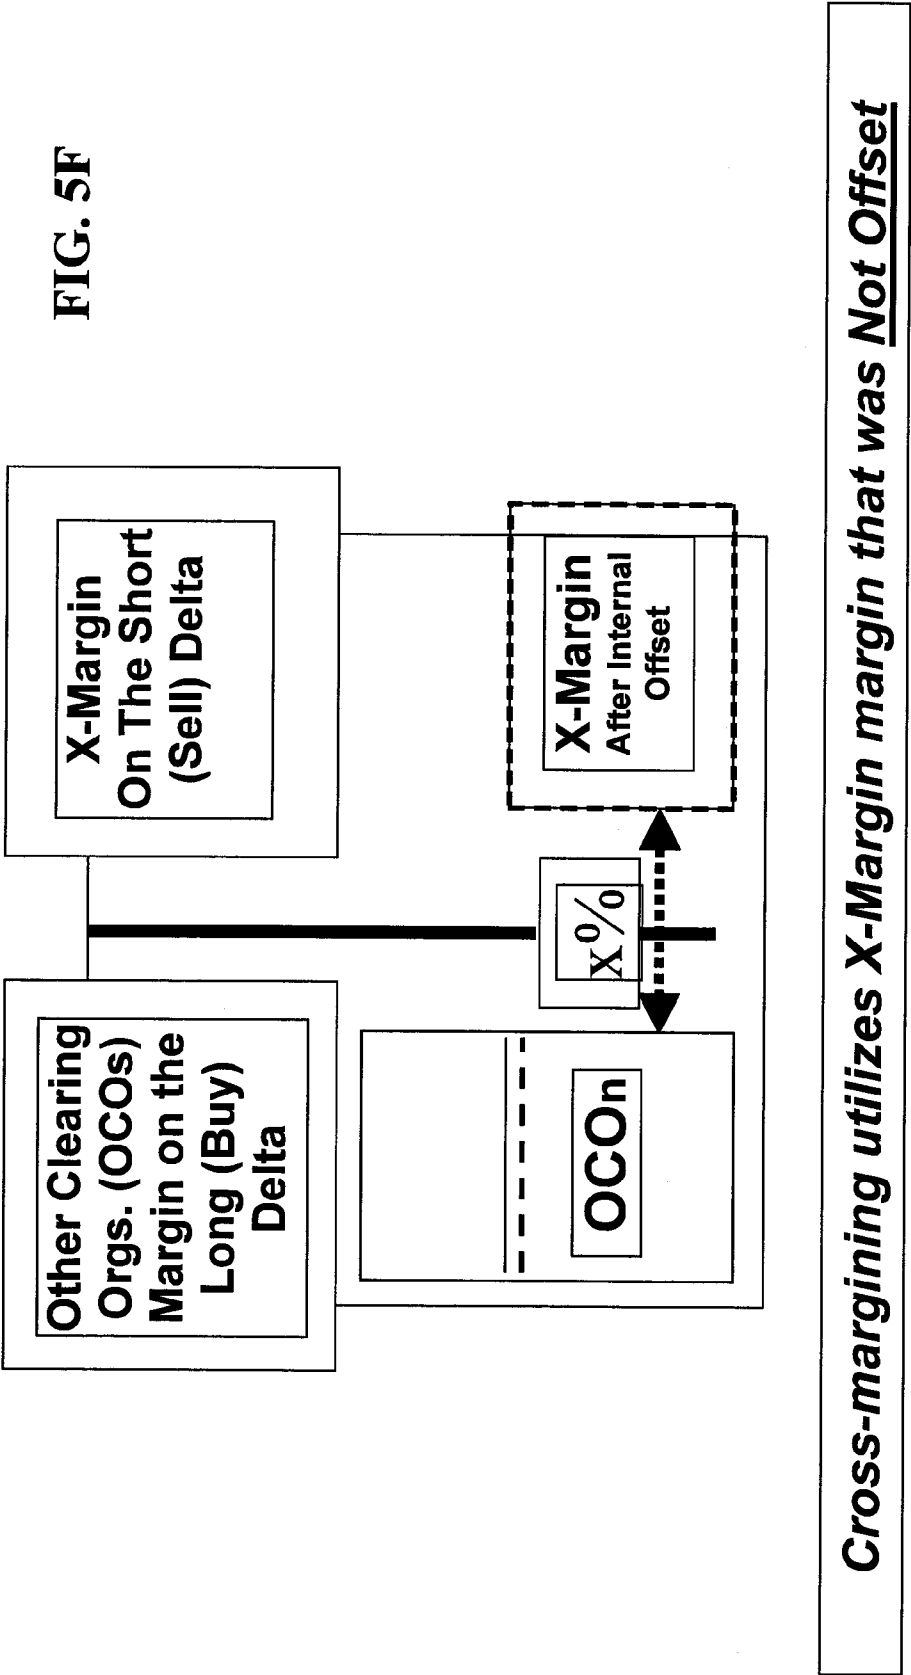 FIG. 5F
Other Clearing
Orgs. (OCOs)
Margin on the
Long (Buy)
Delta
X-Margin
On The Short
(Sell) Delta
OCOn
x%
X-Margin
After Internal
Offset
Cross-margining utilizes X-Margin margin that was Not Offset